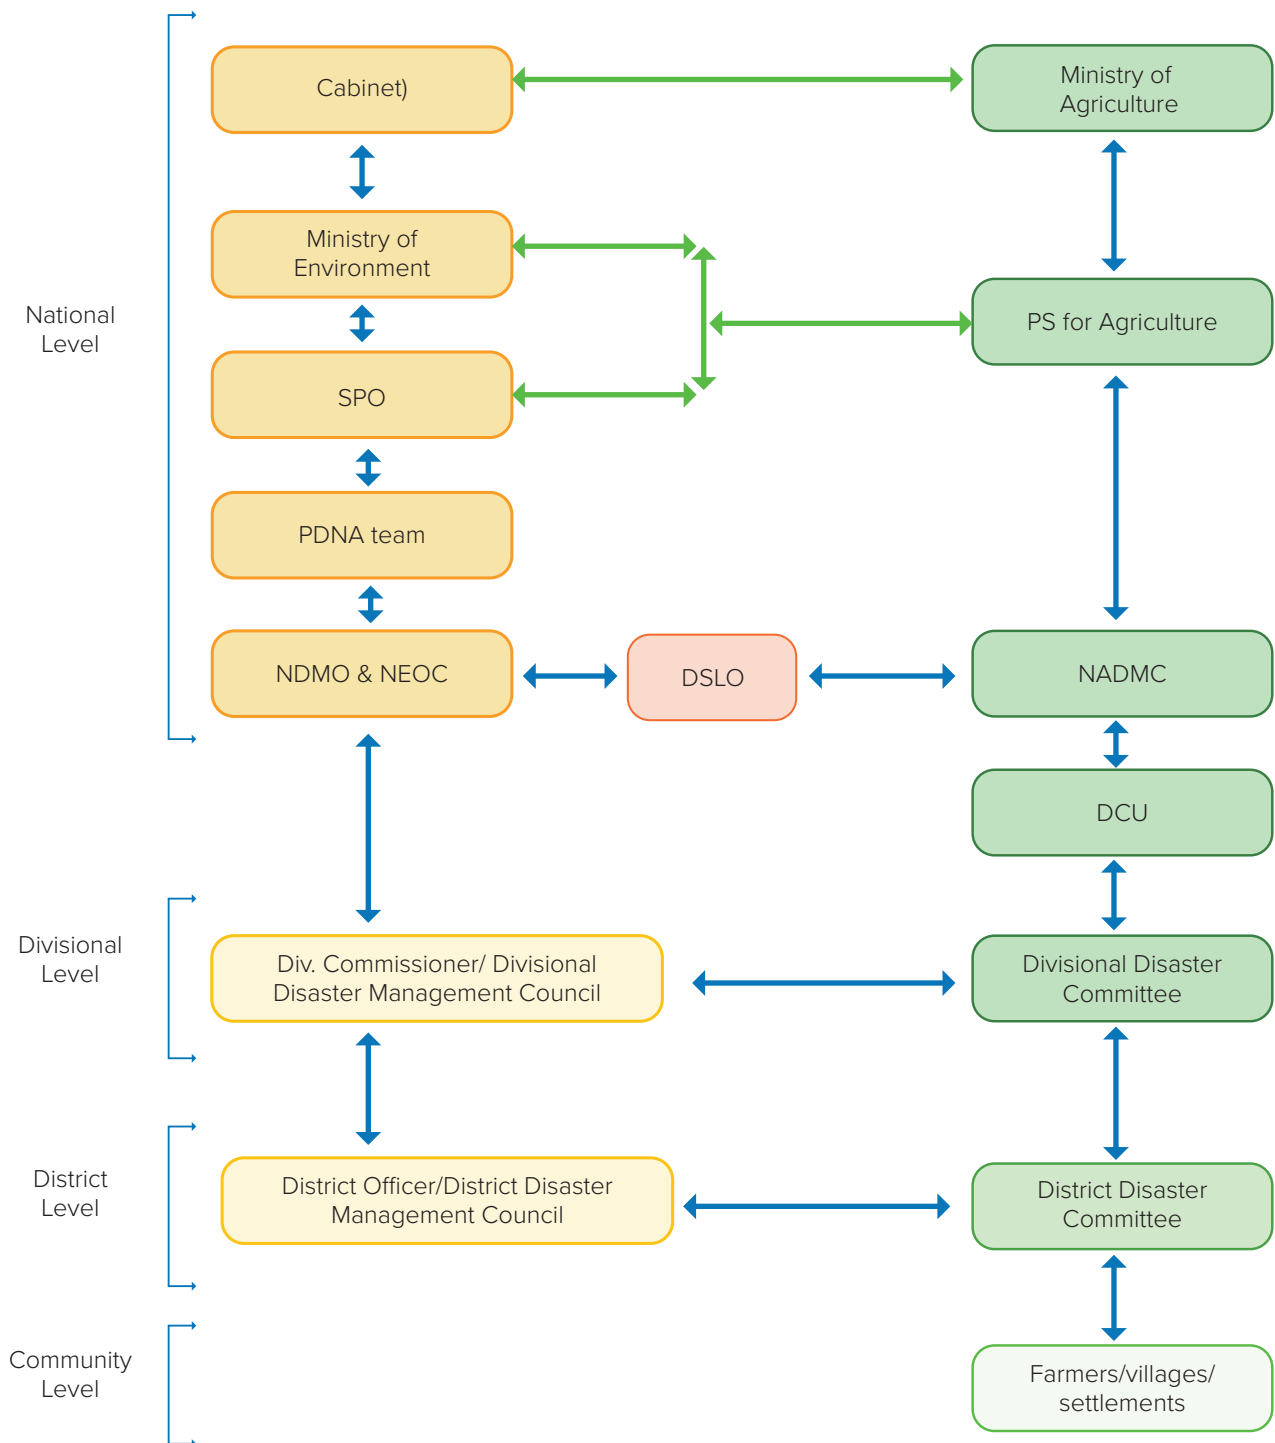 Cabinet)
Ministry of
Agriculture
Ministry of
Environment
National
Level
PS for Agriculture
SPO
PDNA team
NDMO & NEOC
DSLO
NADMC
DCU
Divisional
Level
Div. Commissioner/ Divisional
Disaster Management Council
Divisional Disaster
Committee
District
Level
District Officer/District Disaster
Management Council
District Disaster
Committee
Community
Level
Farmers/villages/
settlements